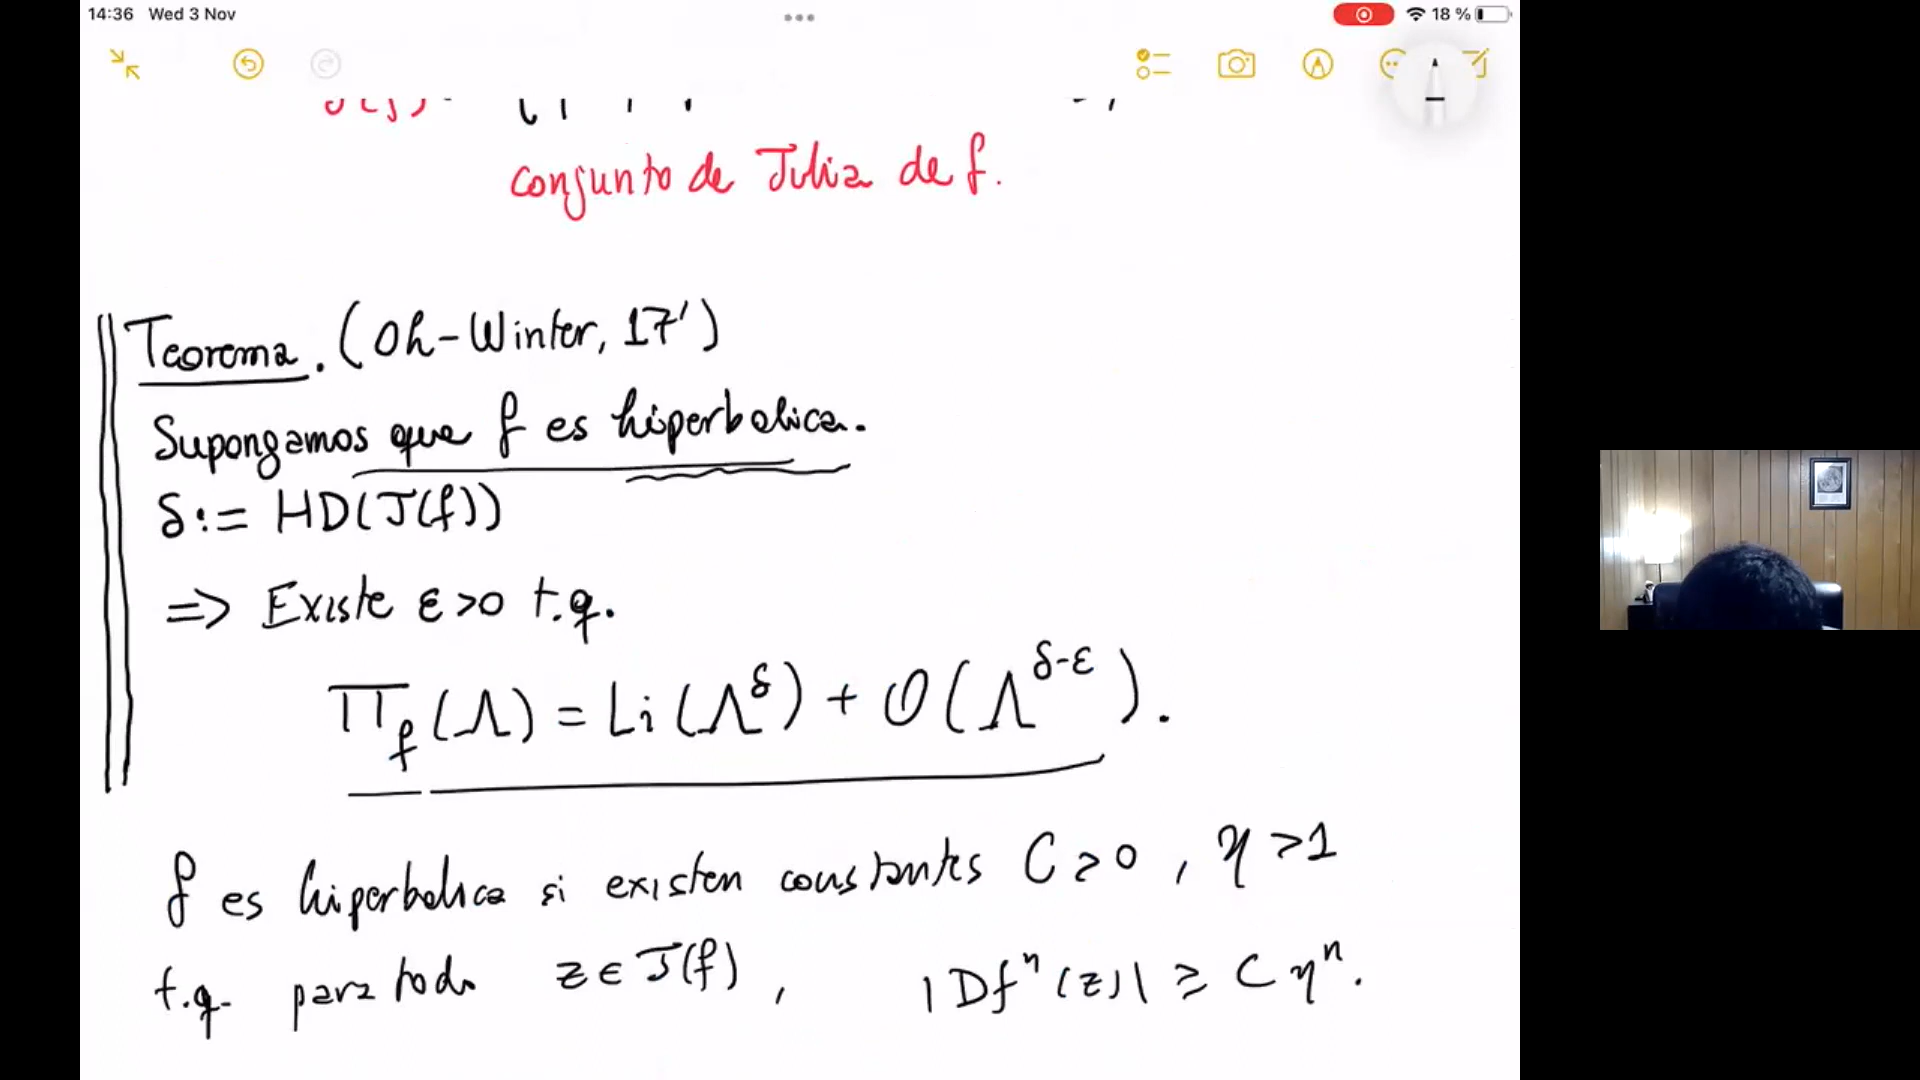 14:36 Wed 3 Nov
18 %
conjunto de Julia de f.
Teorema. (Oh-Winter, 17')
Supongamos que f es hiperbolica.
δ := HD(J(f))
⇒ Existe ε>0 t.q.
Π_f(Λ) = Li(Λ^δ) + O(Λ^{δ-ε}).
f es hiperbolica si existen constantes C>0, η>1
t.q. para todo z∈J(f), |Df^n(z)| ≥ Cη^n.